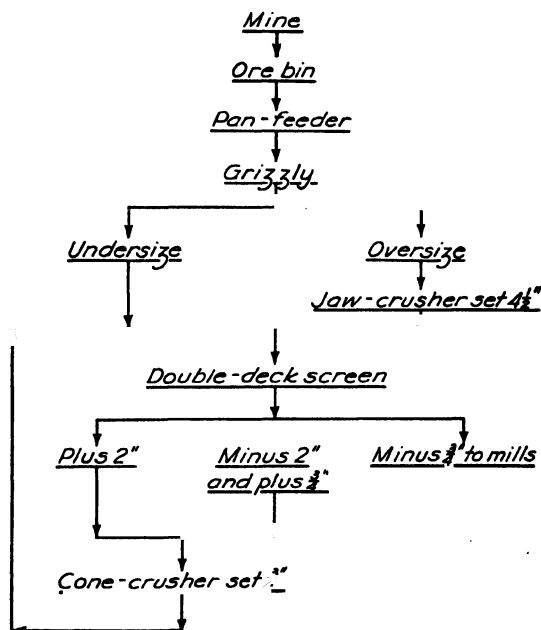 Mine
Ore bin
Pan-feeder
Grizzly
Undersize
Oversize
Jaw-crusher set 4½"
Double-deck screen
Plus 2"
Minus 2"
and plus ¾"
Minus ¾" to mills
Cone-crusher set